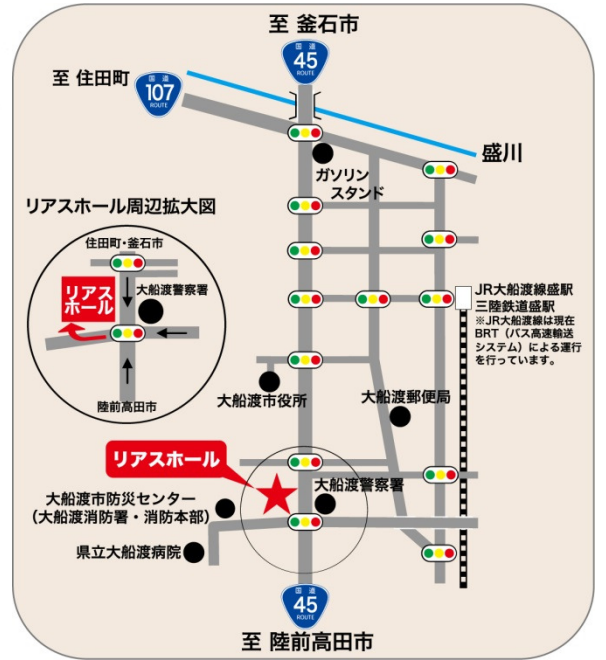 至 釜石市
国道
45
ROUTE
至 住田町
国道
107
ROUTE
盛川
ガソリン
スタンド
リアスホール周辺拡大図
住田町・釜石市
リアス
ホール
大船渡警察署
陸前高田市
JR大船渡線盛駅
三陸鉄道盛駅
※JR大船渡線は現在
BRT（バス高速輸送
システム）による運行
を行っています。
大船渡市役所
大船渡郵便局
リアスホール
大船渡警察署
大船渡市防災センター
（大船渡消防署・消防本部）
県立大船渡病院
国道
45
ROUTE
至 陸前高田市